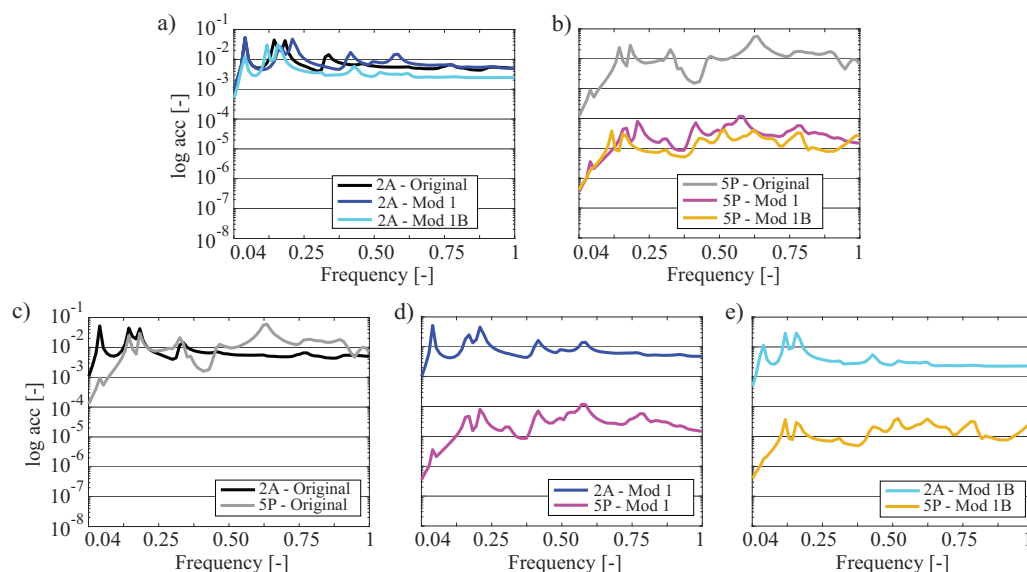 a)
b)
10^-1
10^-2
10^-3
10^-4
10^-5
10^-6
10^-7
10^-8
log acc [-]
2A - Original
2A - Mod 1
2A - Mod 1B
5P - Original
5P - Mod 1
5P - Mod 1B
0.04 0.25 0.50 0.75 1
Frequency [-]
0.04 0.25 0.50 0.75 1
Frequency [-]
c)
d)
e)
10^-1
10^-2
10^-3
10^-4
10^-5
10^-6
10^-7
10^-8
log acc [-]
2A - Original
5P - Original
2A - Mod 1
5P - Mod 1
2A - Mod 1B
5P - Mod 1B
0.04 0.25 0.50 0.75 1
Frequency [-]
0.04 0.25 0.50 0.75 1
Frequency [-]
0.04 0.25 0.50 0.75 1
Frequency [-]